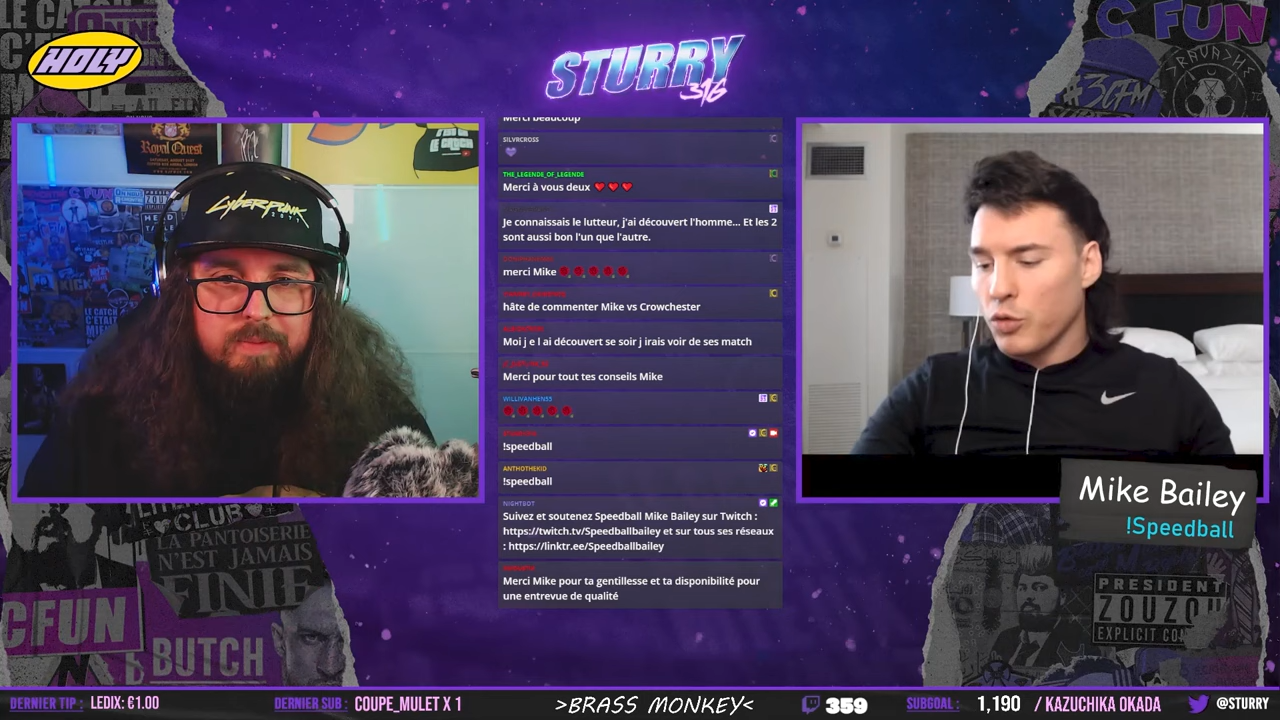 HOLY
STURRY
316
C FUN
#3CFM
Royal Quest
CYBERPUNK
2077
Merci beaucoup
SILVRCROSS
THE_LEGENDE_OF_LEGENDE
Merci à vous deux
Je connaissais le lutteur, j'ai découvert l'homme... Et les 2
sont aussi bon l'un que l'autre.
merci Mike
hâte de commenter Mike vs Crowchester
Moi j e l ai découvert se soir j irais voir de ses match
Merci pour tout tes conseils Mike
WILLIVANHENSS
!speedball
ANTHOTHEKID
!speedball
NIGHTBOT
Suivez et soutenez Speedball Mike Bailey sur Twitch :
https://twitch.tv/Speedballbailey et sur tous ses réseaux
: https://linktr.ee/Speedballbailey
Merci Mike pour ta gentillesse et ta disponibilité pour
une entrevue de qualité
Mike Bailey
!Speedball
CLUB
LA PANTOISERIE
N'EST JAMAIS
FINIE
CFUN
BUTCH
PRESIDENT
ZOUZOU
EXPLICIT
DERNIER TIP : LEDIX: €1.00
DERNIER SUB : COUPE_MULET X 1
>BRASS MONKEY<
359
SUBGOAL : 1,190 / KAZUCHIKA OKADA
@STURRY